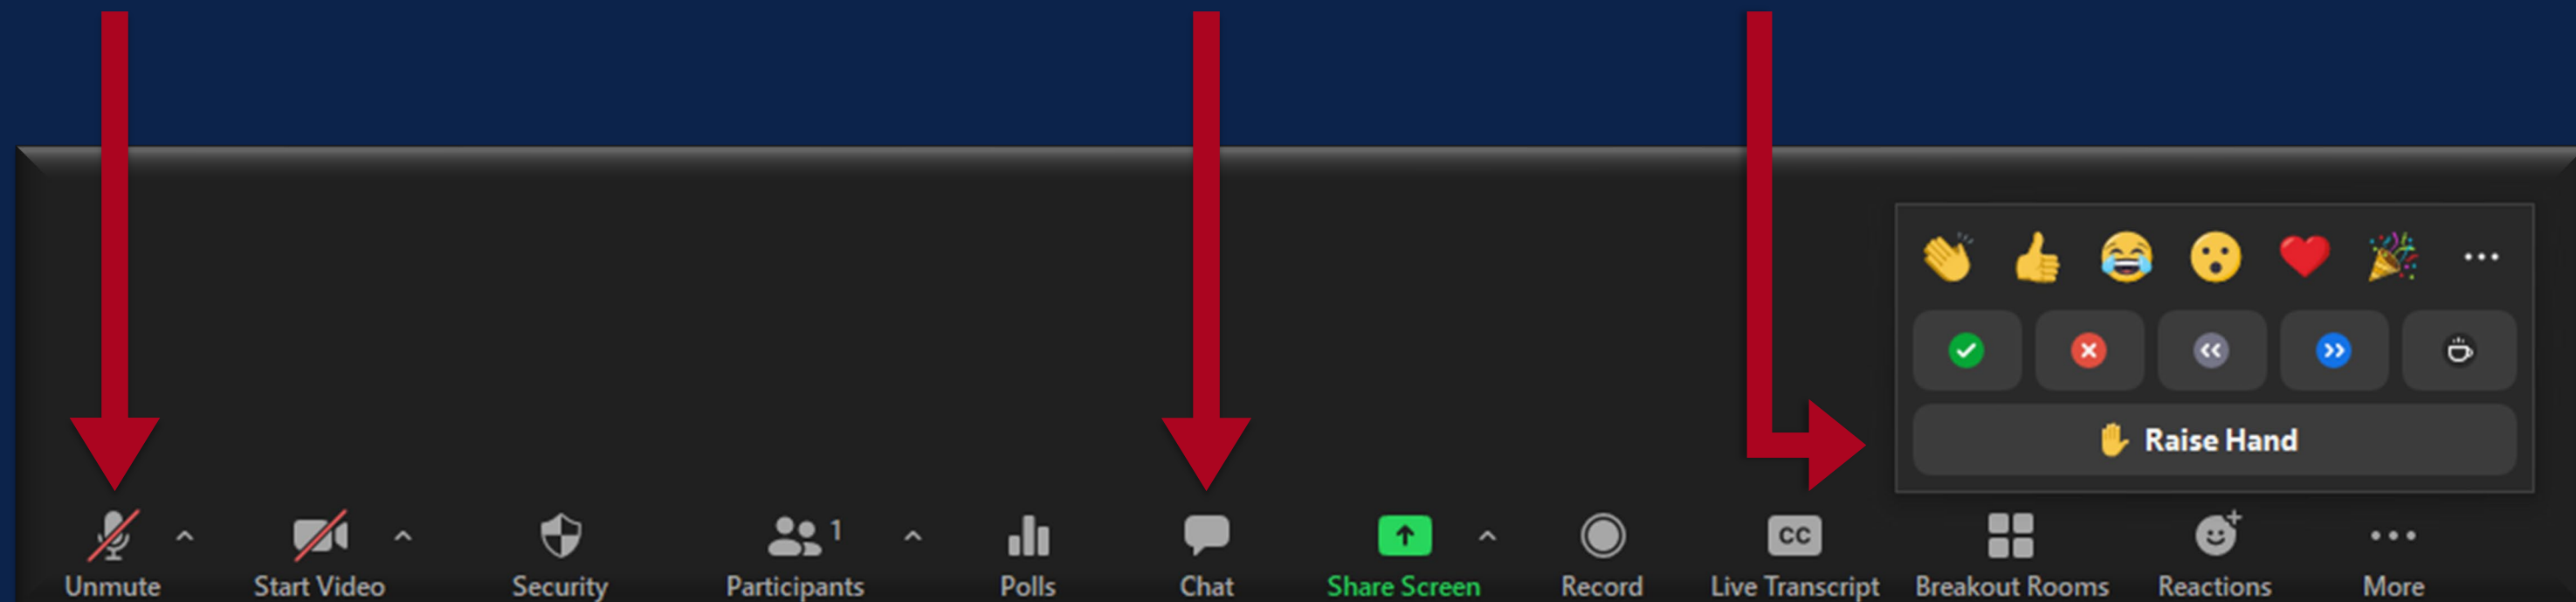 Raise Hand
1
CC
Unmute Start Video Security Participants Polls Chat Share Screen Record Live Transcript Breakout Rooms Reactions More